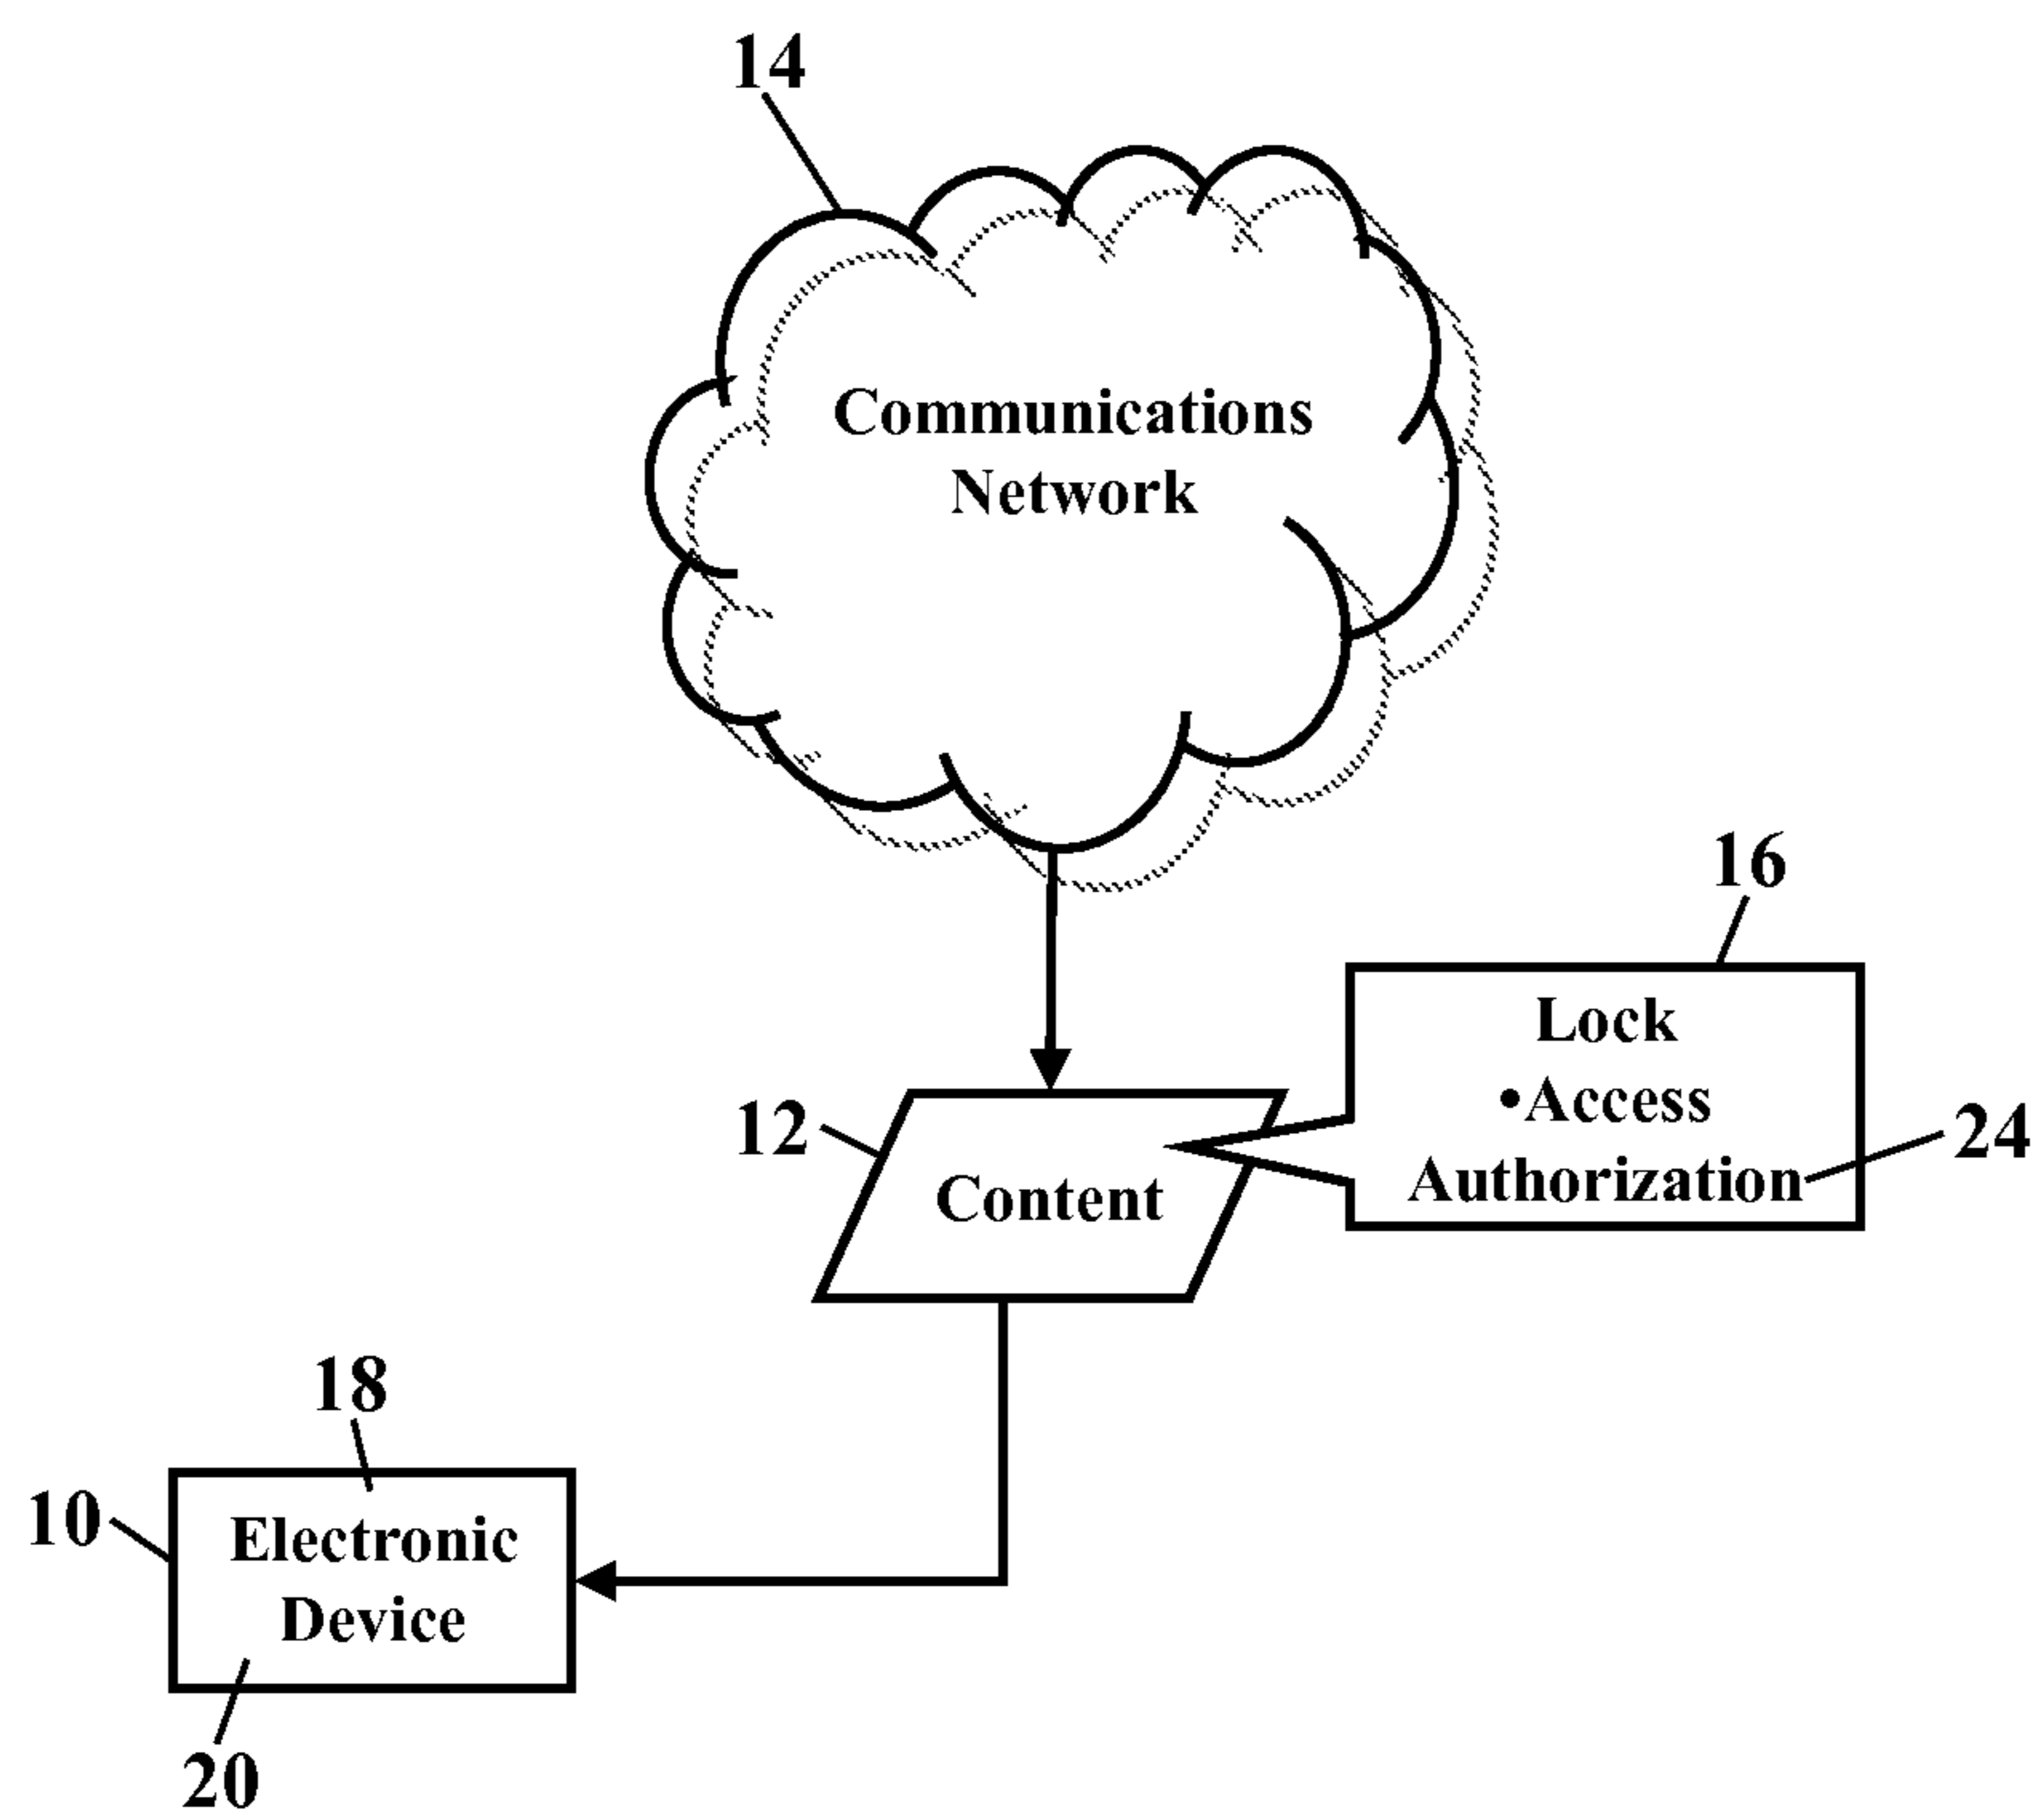 14
Communications
Network
16
Lock
•Access
Authorization
24
12
Content
18
10
Electronic
Device
20